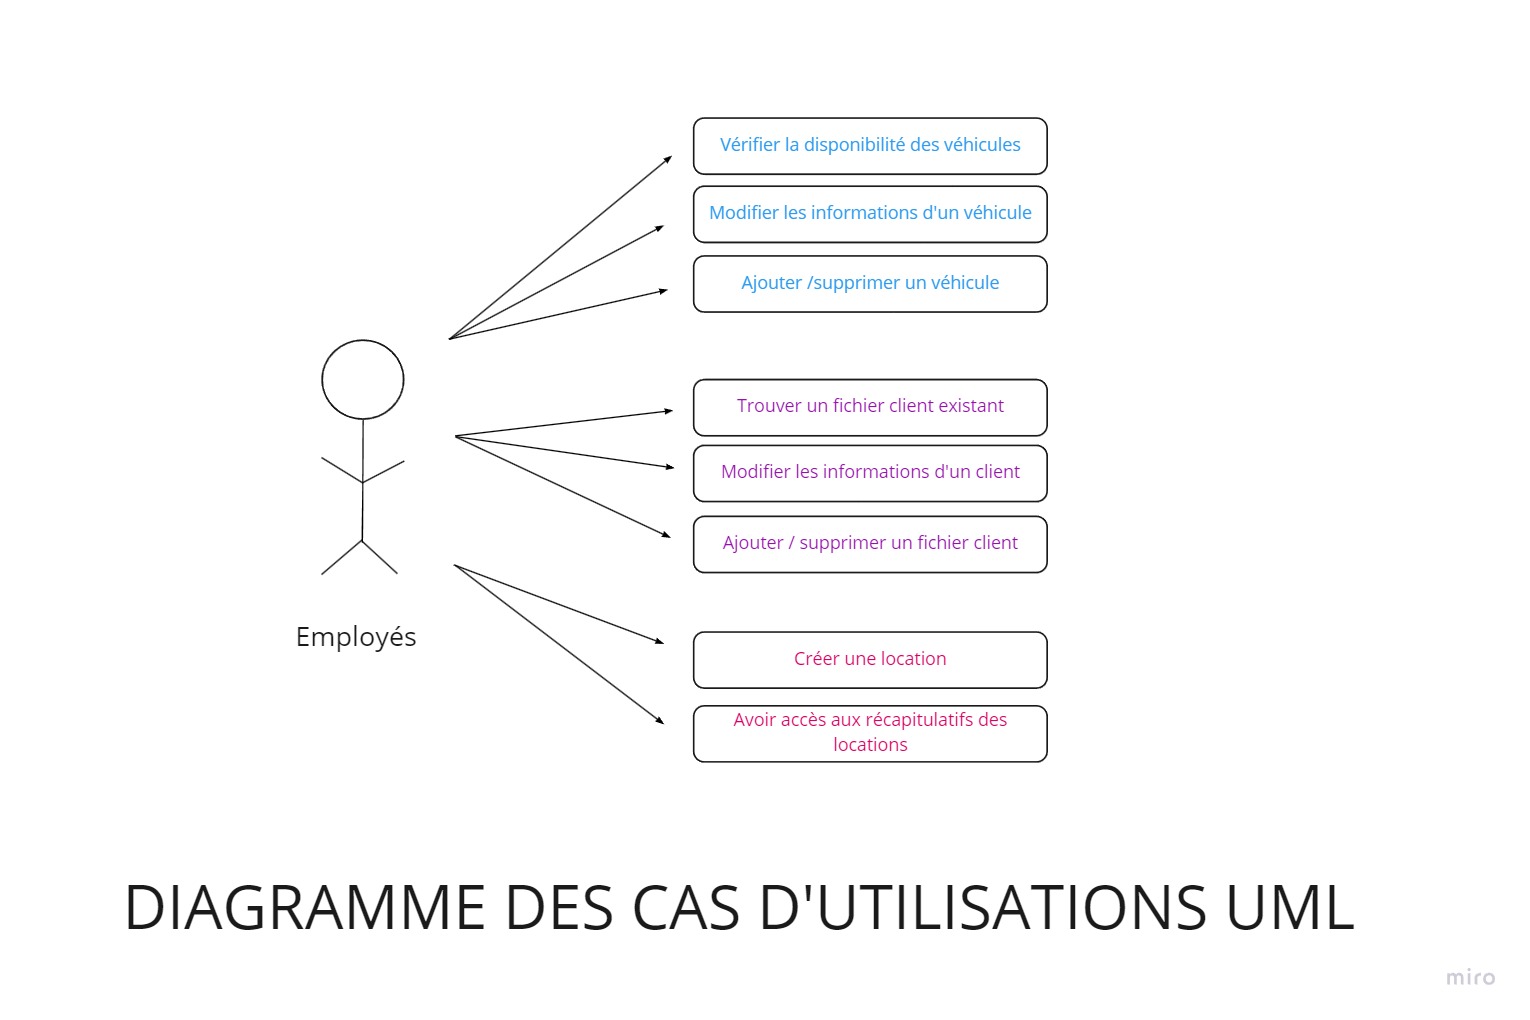 Vérifier la disponibilité des véhicules
Modifier les informations d'un véhicule
Ajouter /supprimer un véhicule
Trouver un fichier client existant
Modifier les informations d'un client
Ajouter / supprimer un fichier client
Employés
Créer une location
Avoir accès aux récapitulatifs des
locations
DIAGRAMME DES CAS D'UTILISATIONS UML
miro